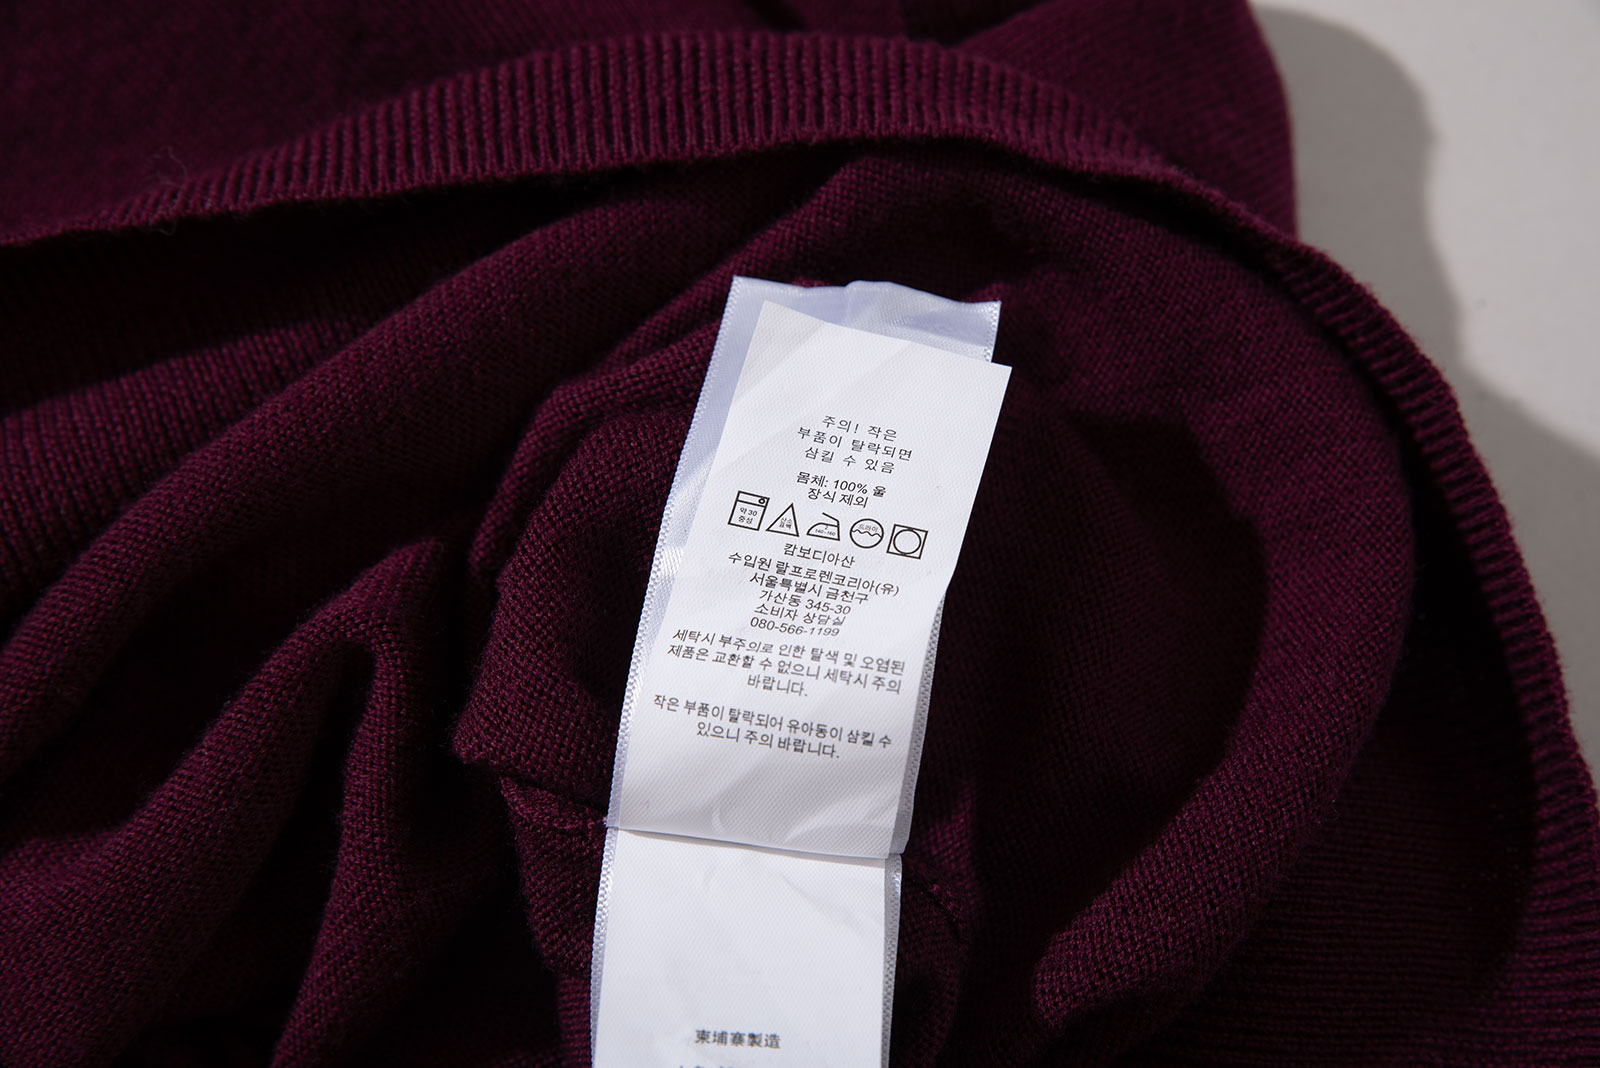 주의! 작은
부품이 탈락되면
삼킬 수 있음
몸체: 100% 울
장식 제외
약 30
중성
산소
표백
2
140~160
드라이
캄보디아산
수입원 랄프로렌코리아(유)
서울특별시 금천구
가산동 345-30
소비자 상담실
080-566-1199
세탁시 부주의로 인한 탈색 및 오염된
제품은 교환할 수 없으니 세탁시 주의
바랍니다.
작은 부품이 탈락되어 유아동이 삼킬 수
있으니 주의 바랍니다.
柬埔寨製造